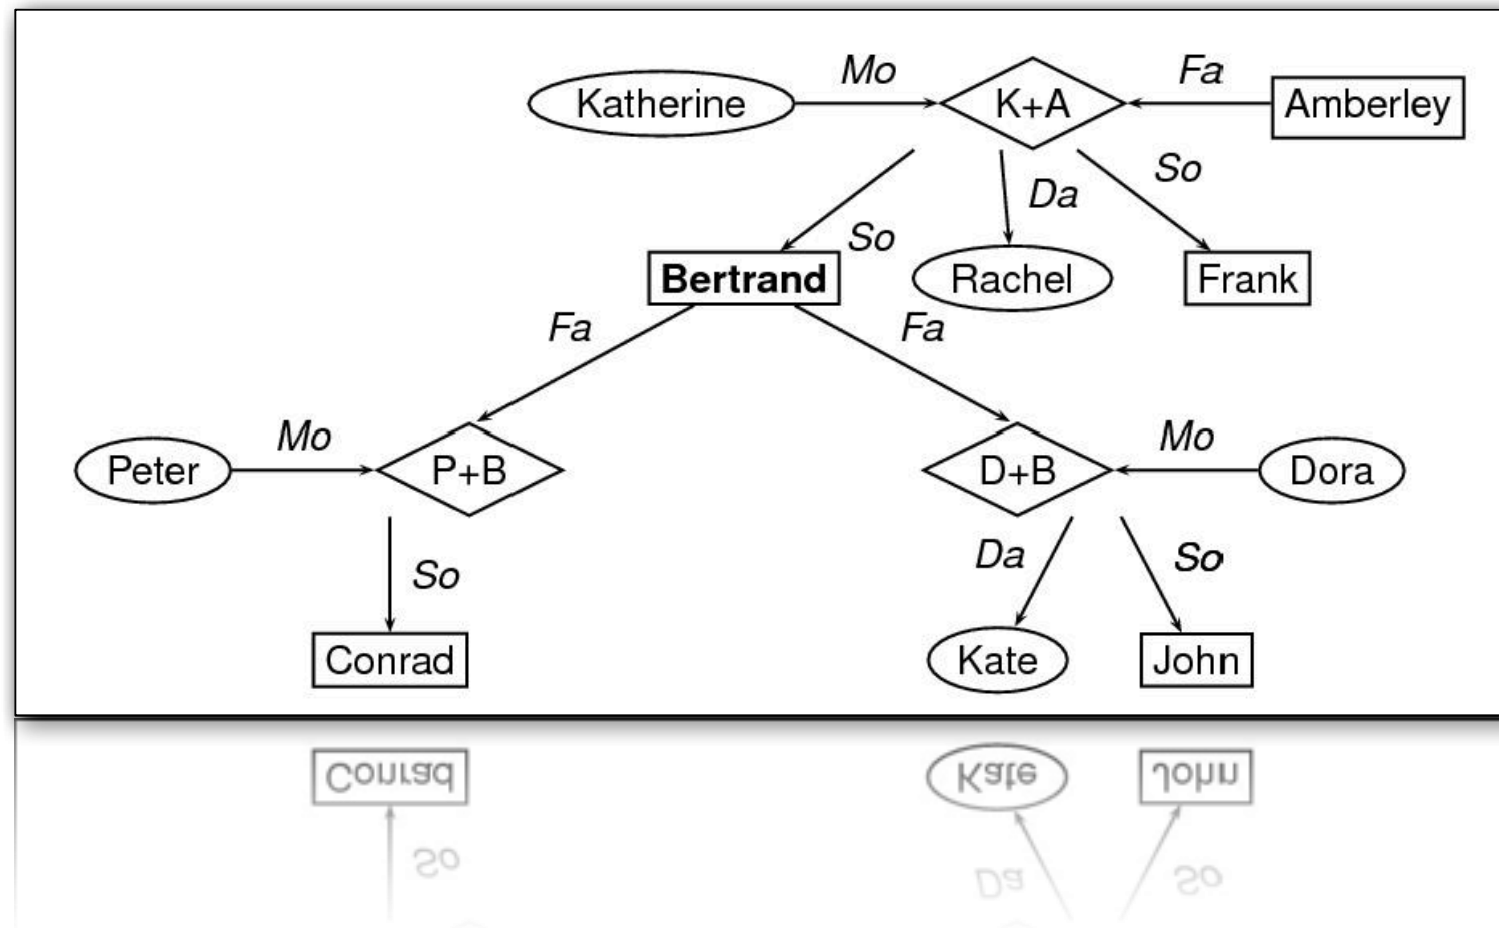 Mo Fa
Katherine K+A Amberley
So
Da
So
Bertrand Rachel Frank
Fa Fa
Mo Mo
Peter P+B D+B Dora
Da So
So
Conrad Kate John
Conrad Kate John
So Da So